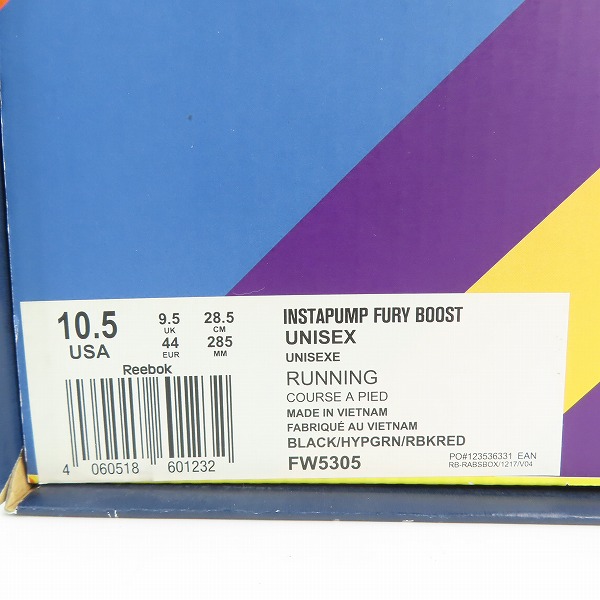 10.5
USA
9.5
UK
44
EUR
28.5
CM
285
MM
Reebok
4 060518 601232
INSTAPUMP FURY BOOST
UNISEX
UNISEXE
RUNNING
COURSE A PIED
MADE IN VIETNAM
FABRIQUÉ AU VIETNAM
BLACK/HYPGRN/RBKRED
FW5305
PO#123536331 EAN
RB-RABSBOX/1217/V04